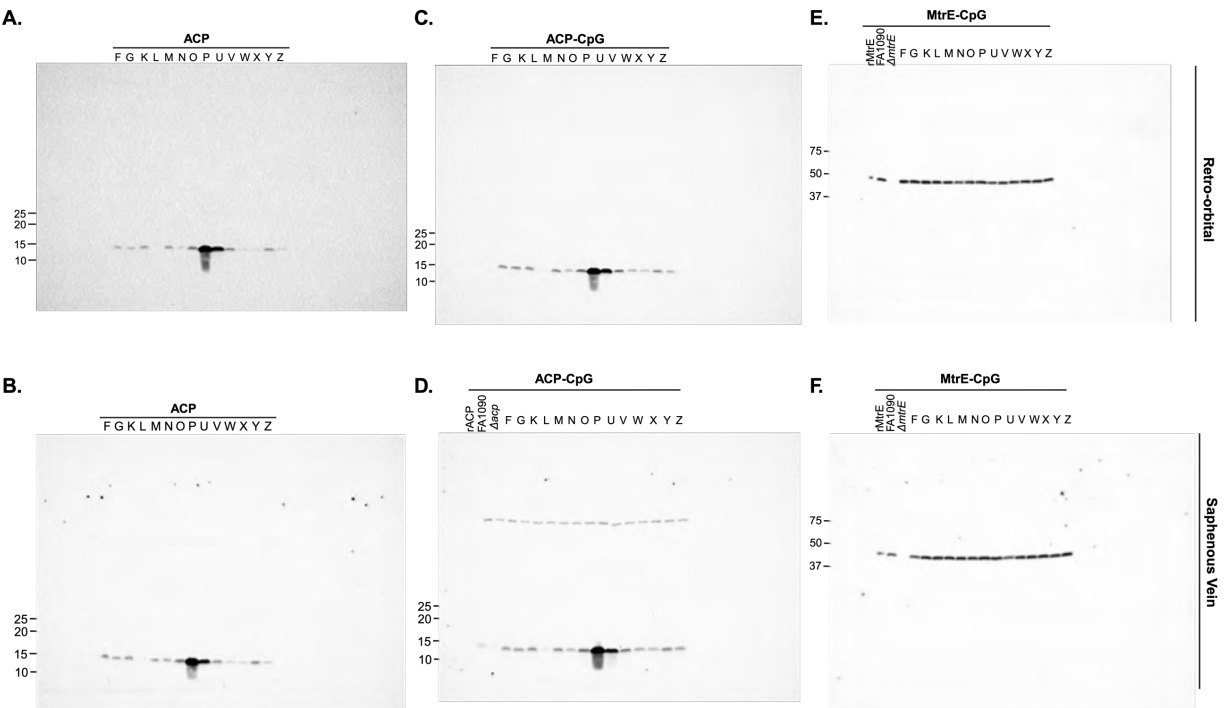 A.
ACP
F G K L M N O P U V W X Y Z
25
20
15
10
C.
ACP-CpG
F G K L M N O P U V W X Y Z
25
20
15
10
E.
MtrE-CpG
rMtrE
FA1090
ΔmtrE
F G K L M N O P U V W X Y Z
75
50
37
Retro-orbital
B.
ACP
F G K L M N O P U V W X Y Z
25
20
15
10
D.
ACP-CpG
rACP
FA1090
Δacp
F G K L M N O P U V W X Y Z
25
20
15
10
F.
MtrE-CpG
rMtrE
FA1090
ΔmtrE
F G K L M N O P U V W X Y Z
75
50
37
Saphenous Vein